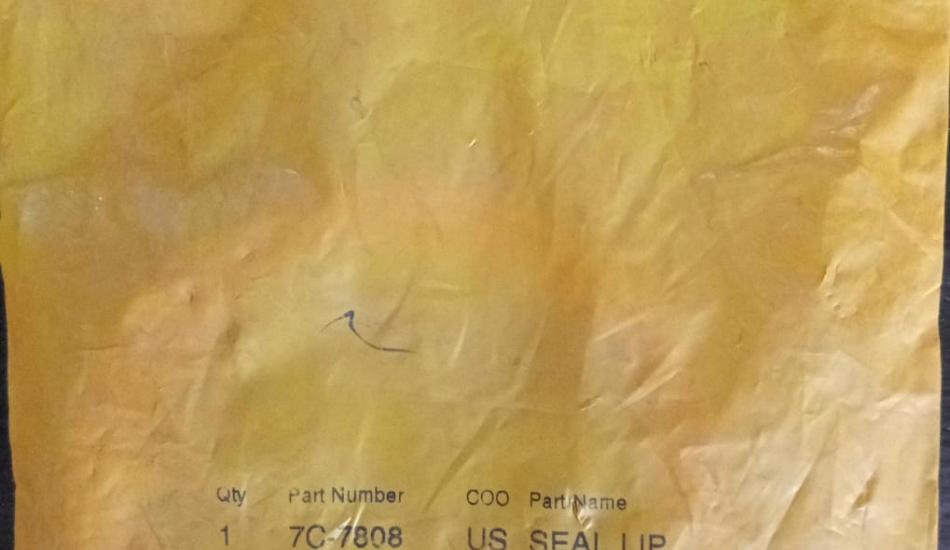 Qty Part Number COO Part Name
1 7C-7808 US SEAL LIP